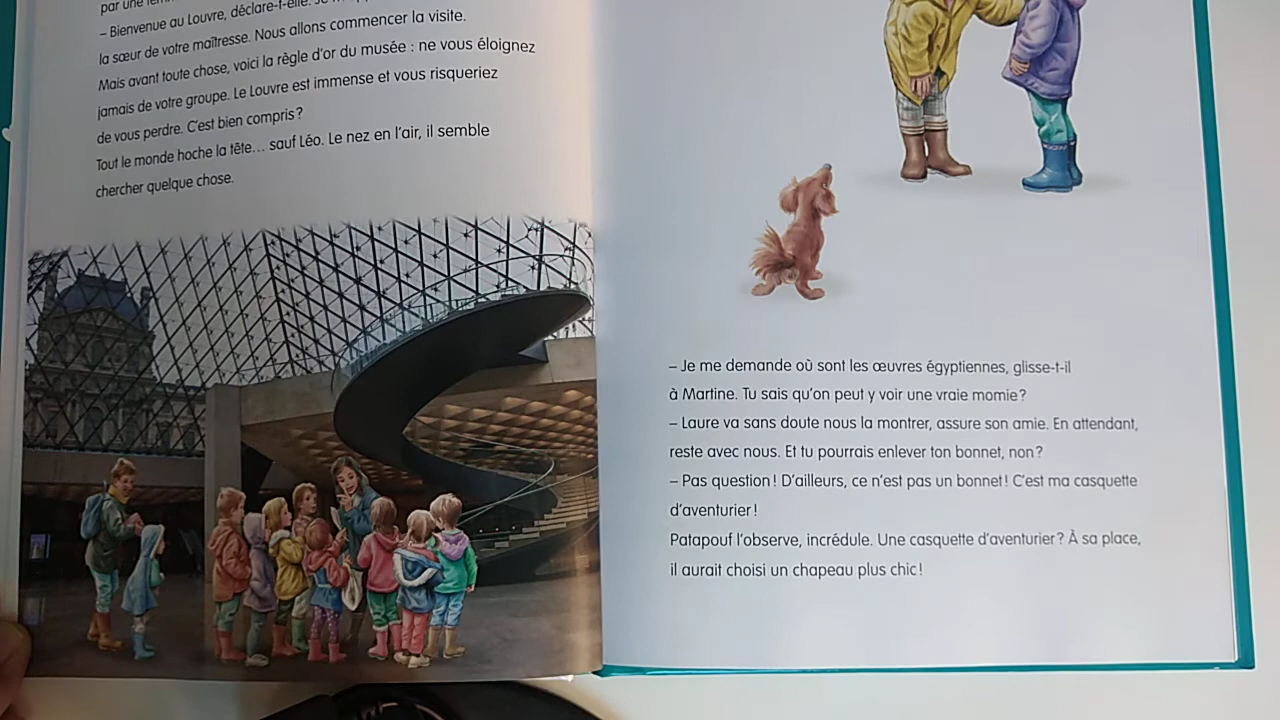 par une
– Bienvenue au Louvre, déclare-t-elle.
la sœur de votre maîtresse. Nous allons commencer la visite.
Mais avant toute chose, voici la règle d'or du musée : ne vous éloignez
jamais de votre groupe. Le Louvre est immense et vous risqueriez
de vous perdre. C'est bien compris ?
Tout le monde hoche la tête… sauf Léo. Le nez en l'air, il semble
chercher quelque chose.
– Je me demande où sont les œuvres égyptiennes, glisse-t-il
à Martine. Tu sais qu'on peut y voir une vraie momie ?
– Laure va sans doute nous la montrer, assure son amie. En attendant,
reste avec nous. Et tu pourrais enlever ton bonnet, non ?
– Pas question ! D'ailleurs, ce n'est pas un bonnet ! C'est ma casquette
d'aventurier !
Patapouf l'observe, incrédule. Une casquette d'aventurier ? À sa place,
il aurait choisi un chapeau plus chic !